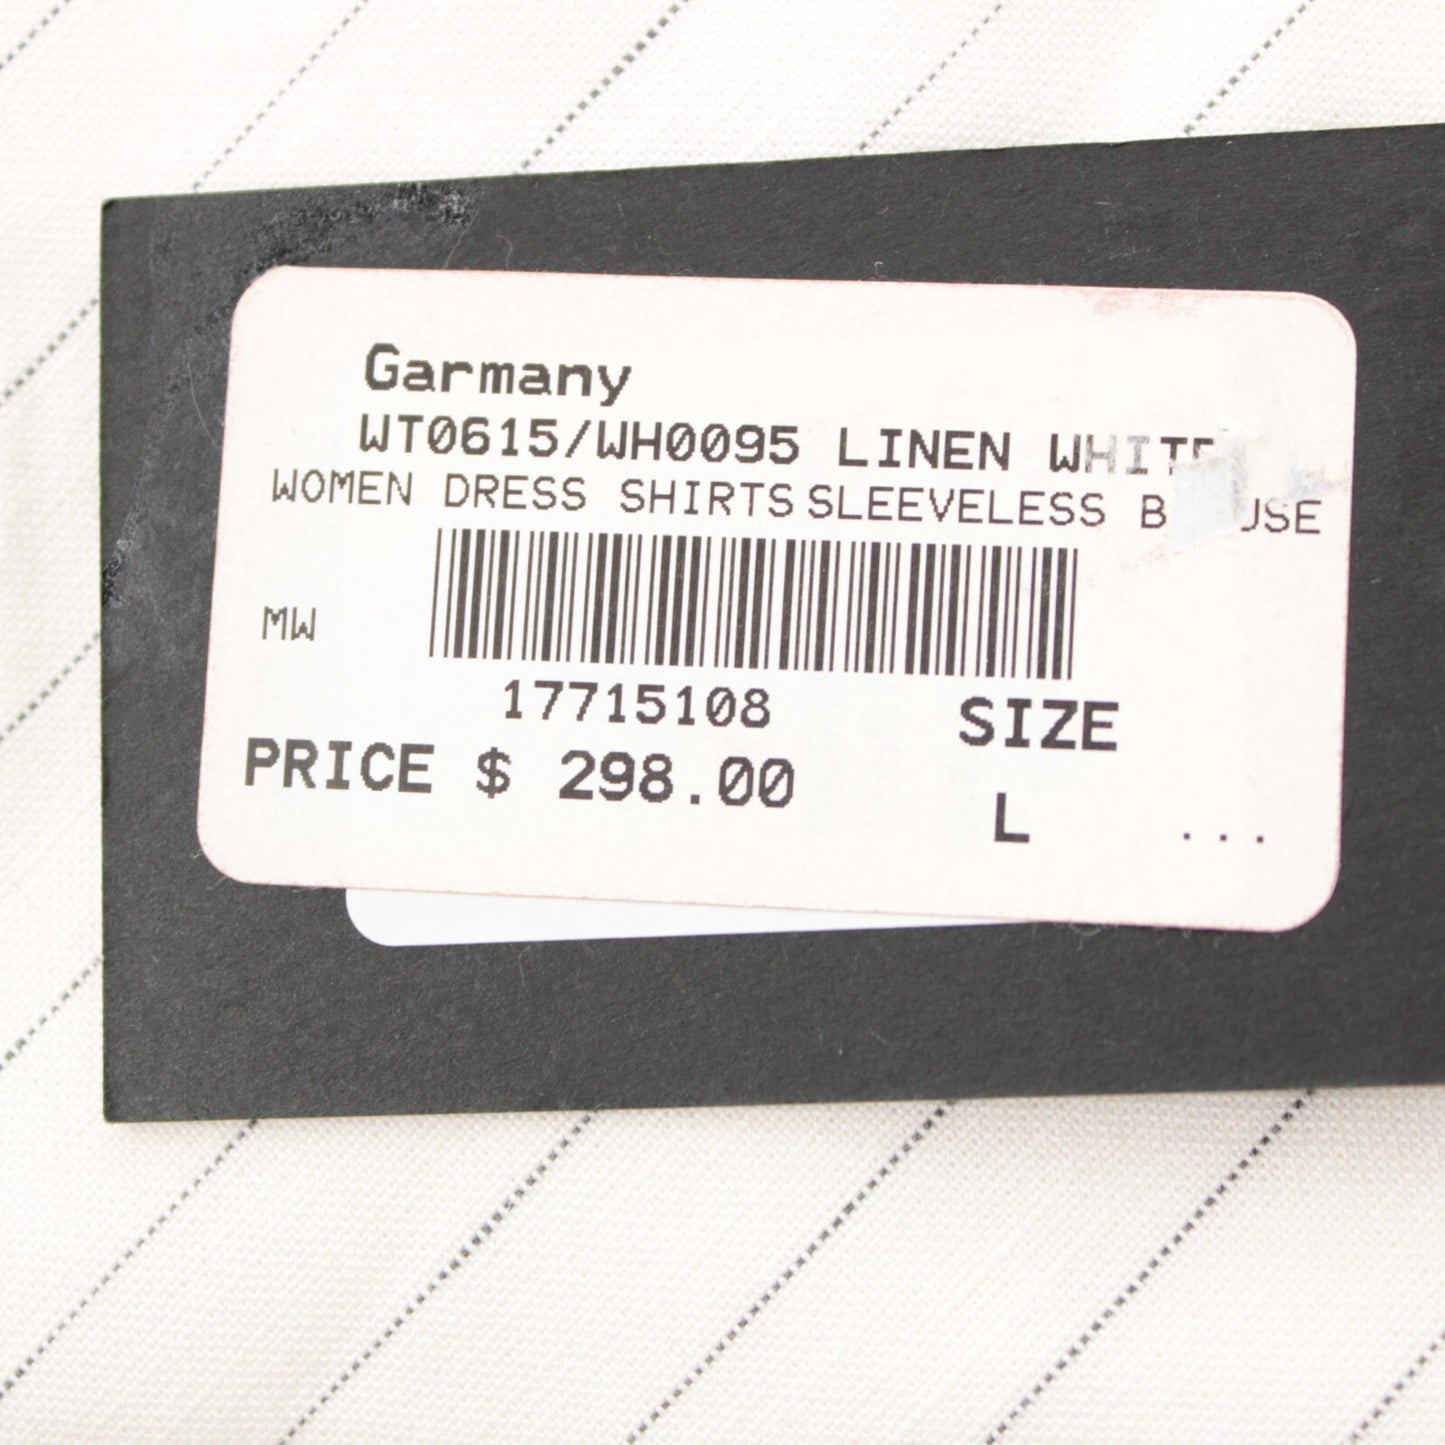 Garmany
WT0615/WH0095 LINEN WHITE
WOMEN DRESS SHIRTS SLEEVELESS
MW
17715108
SIZE
PRICE $ 298.00
L ...